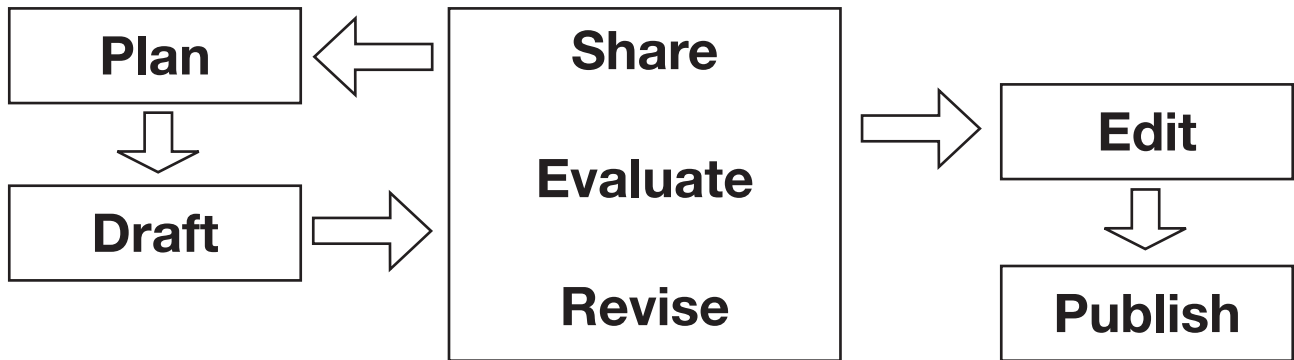 Plan
Draft
Share
Evaluate
Revise
Edit
Publish